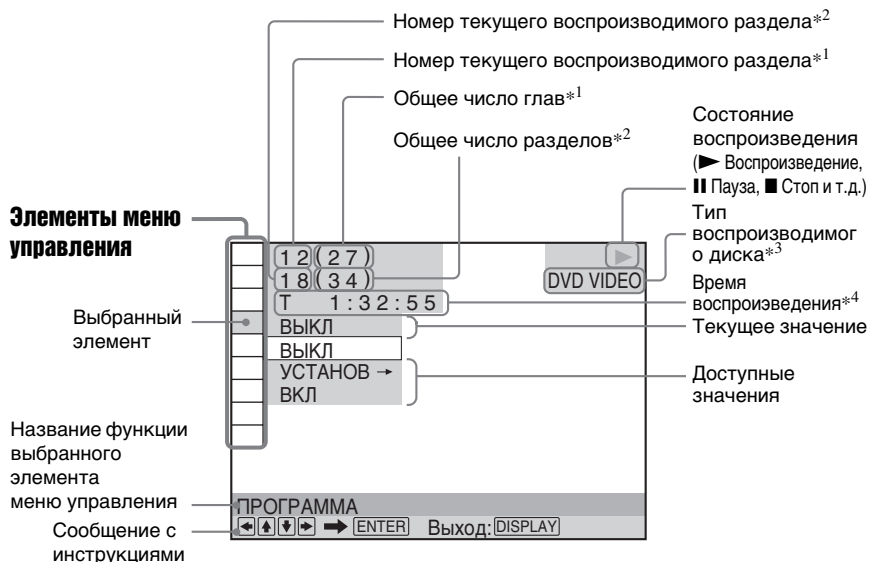 Номер текущего воспроизводимого раздела*2
Номер текущего воспроизводимого раздела*1
Общее число глав*1
Общее число разделов*2
Состояние
воспроизведения
(► Воспроизведение,
II Пауза, ■ Стоп и т.д.)
Тип
воспроизводимог
о диска*3
Время
воспроизведения*4
Текущее значение
Доступные
значения
Элементы меню
управления
Выбранный
элемент
Название функции
выбранного
элемента
меню управления
Сообщение с
инструкциями
12(27)
18(34)
T 1:32:55
►
DVD VIDEO
ВЫКЛ
ВЫКЛ
УСТАНОВ →
ВКЛ
ПРОГРАММА
←↑↓→ ➡ ENTER Выход: DISPLAY